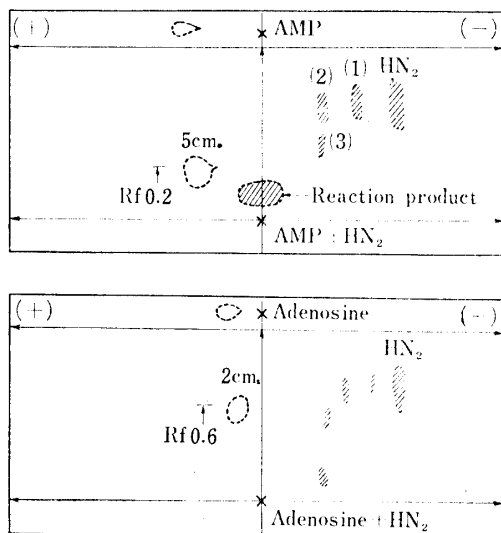 (+) AMP (−)
(2) (1) HN₂
(3)
5cm.
Rf 0.2
Reaction product
AMP : HN₂
(+) Adenosine (−)
HN₂
2cm.
Rf 0.6
Adenosine + HN₂